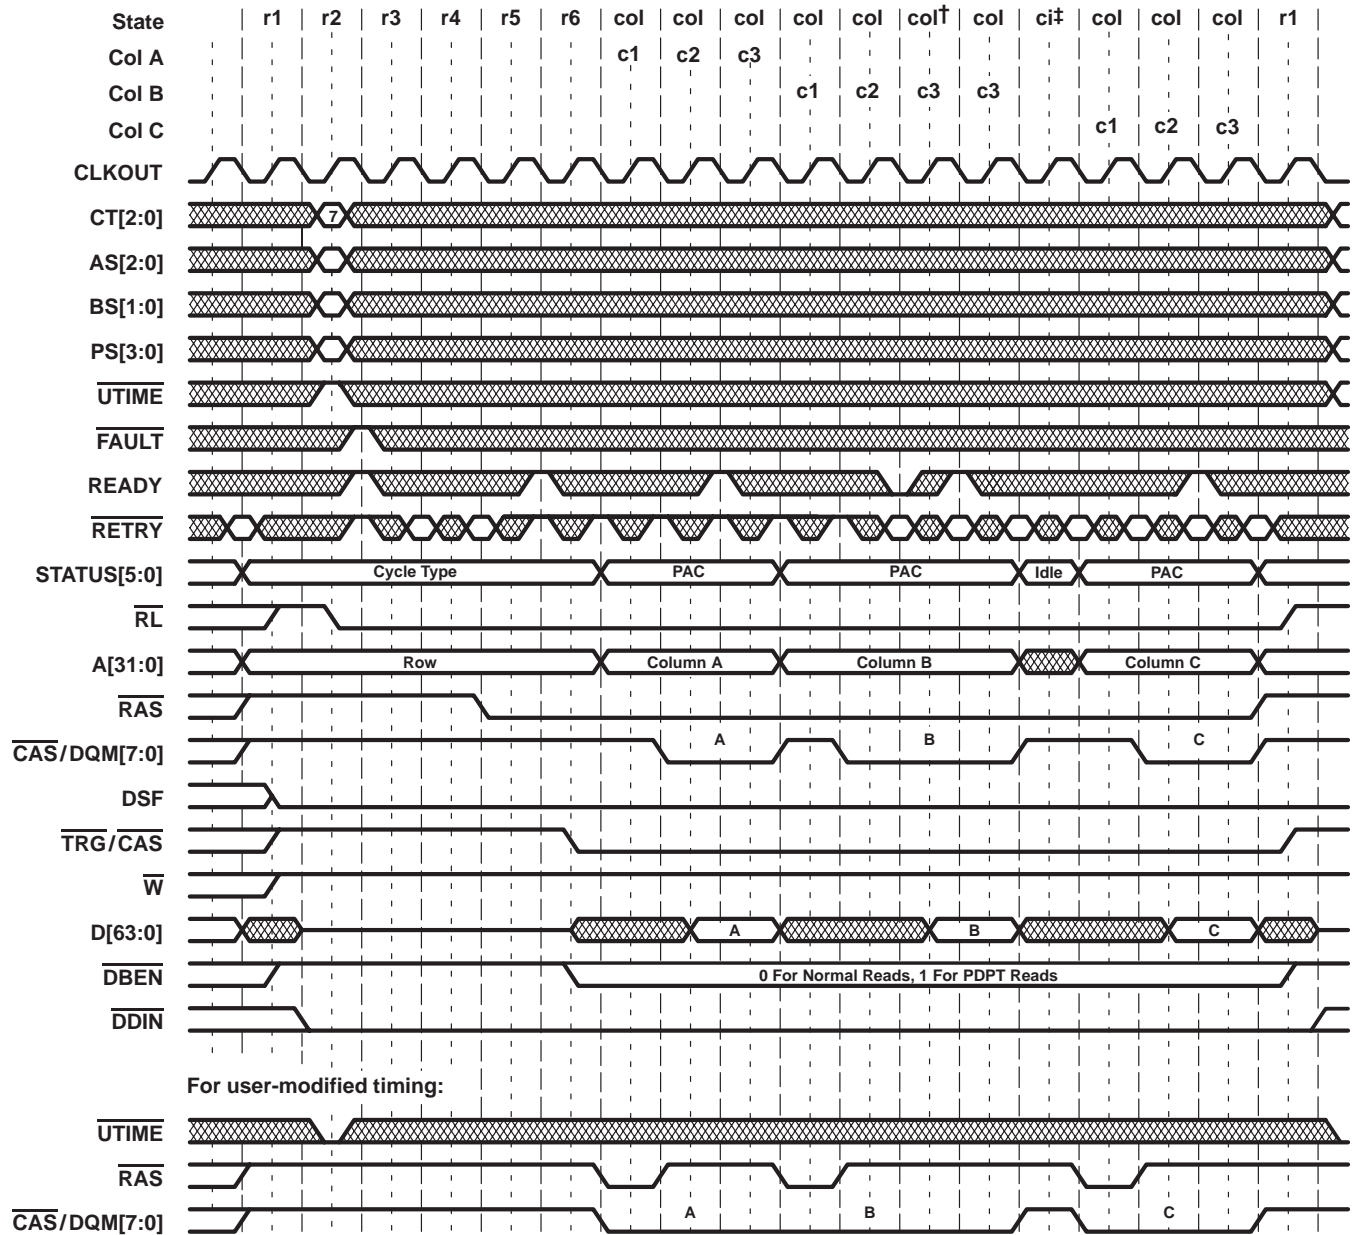 State r1 r2 r3 r4 r5 r6 col col col col col col† col ci‡ col col col r1
Col A c1 c2 c3
Col B c1 c2 c3 c3
Col C c1 c2 c3
CLKOUT
CT[2:0] 7
AS[2:0]
BS[1:0]
PS[3:0]
UTIME
FAULT
READY
RETRY
STATUS[5:0] Cycle Type PAC PAC Idle PAC
RL
A[31:0] Row Column A Column B Column C
RAS
CAS/DQM[7:0] A B C
DSF
TRG/CAS
W
D[63:0] A B C
DBEN 0 For Normal Reads, 1 For PDPT Reads
DDIN
For user-modified timing:
UTIME
RAS
CAS/DQM[7:0] A B C